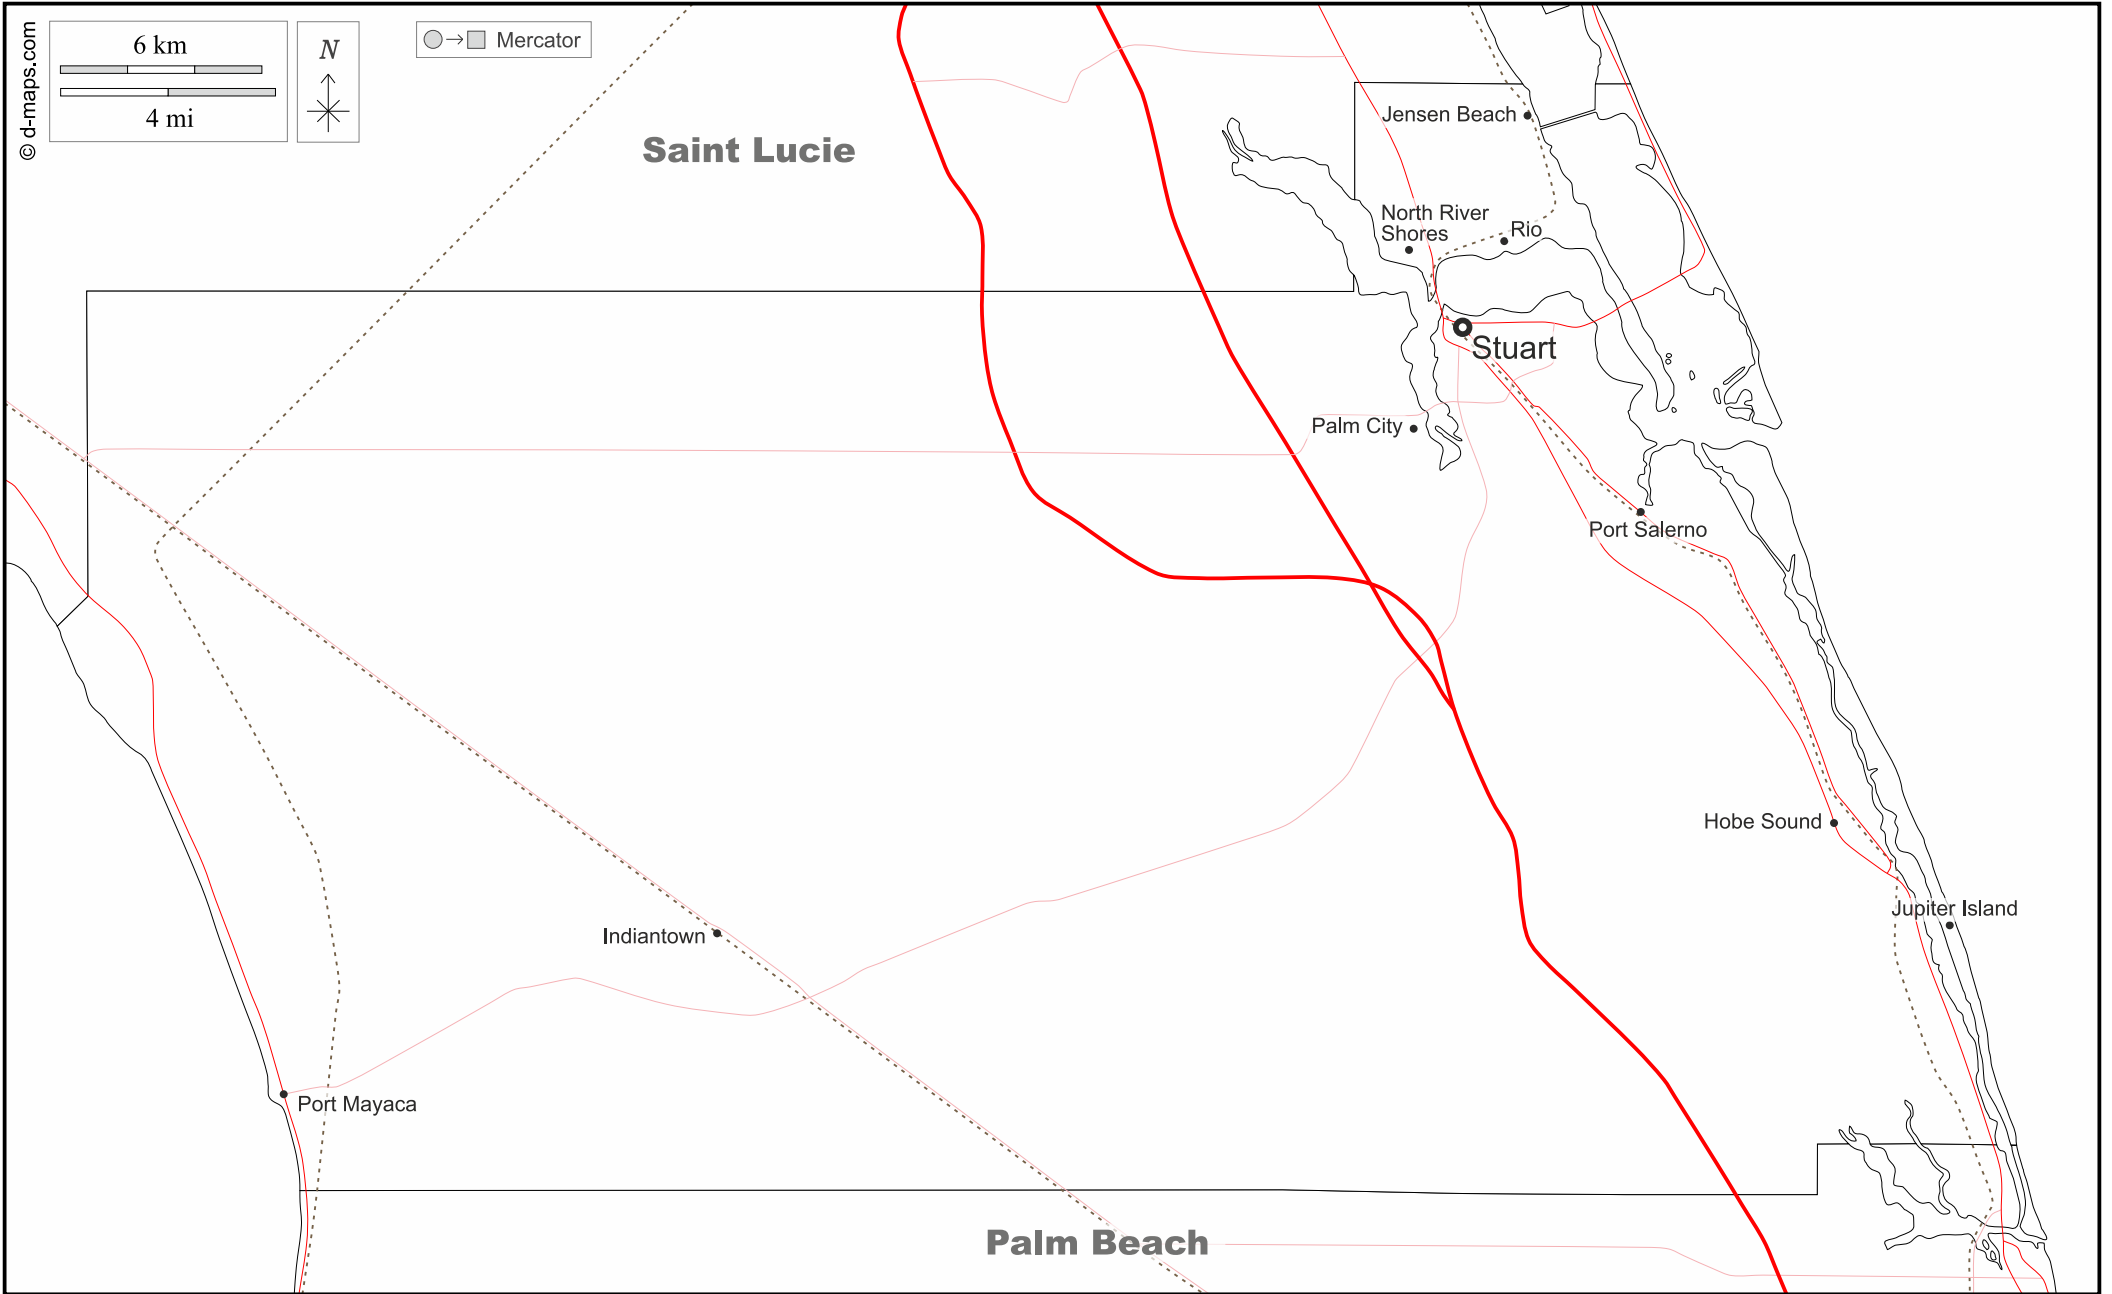 © d-maps.com
6 km
4 mi
N
Mercator
Saint Lucie
Jensen Beach
North River
Shores
Rio
Stuart
Palm City
Port Salerno
Hobe Sound
Jupiter Island
Indiantown
Port Mayaca
Palm Beach